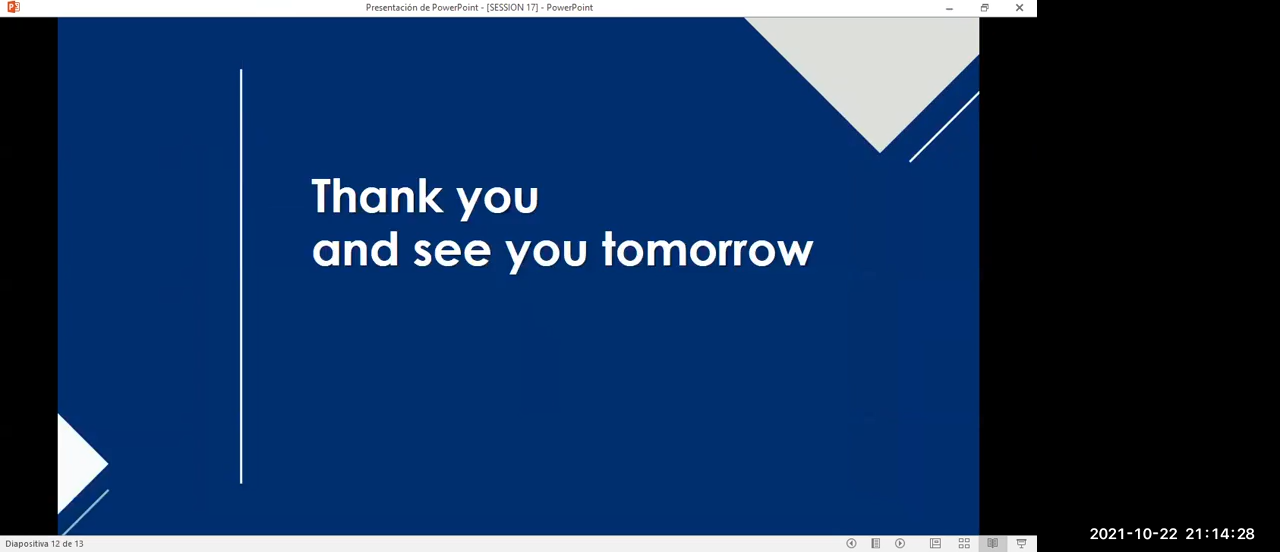 Presentación de PowerPoint - [SESSION 17] - PowerPoint
Thank you
and see you tomorrow
Diapositiva 12 de 13
2021-10-22 21:14:28